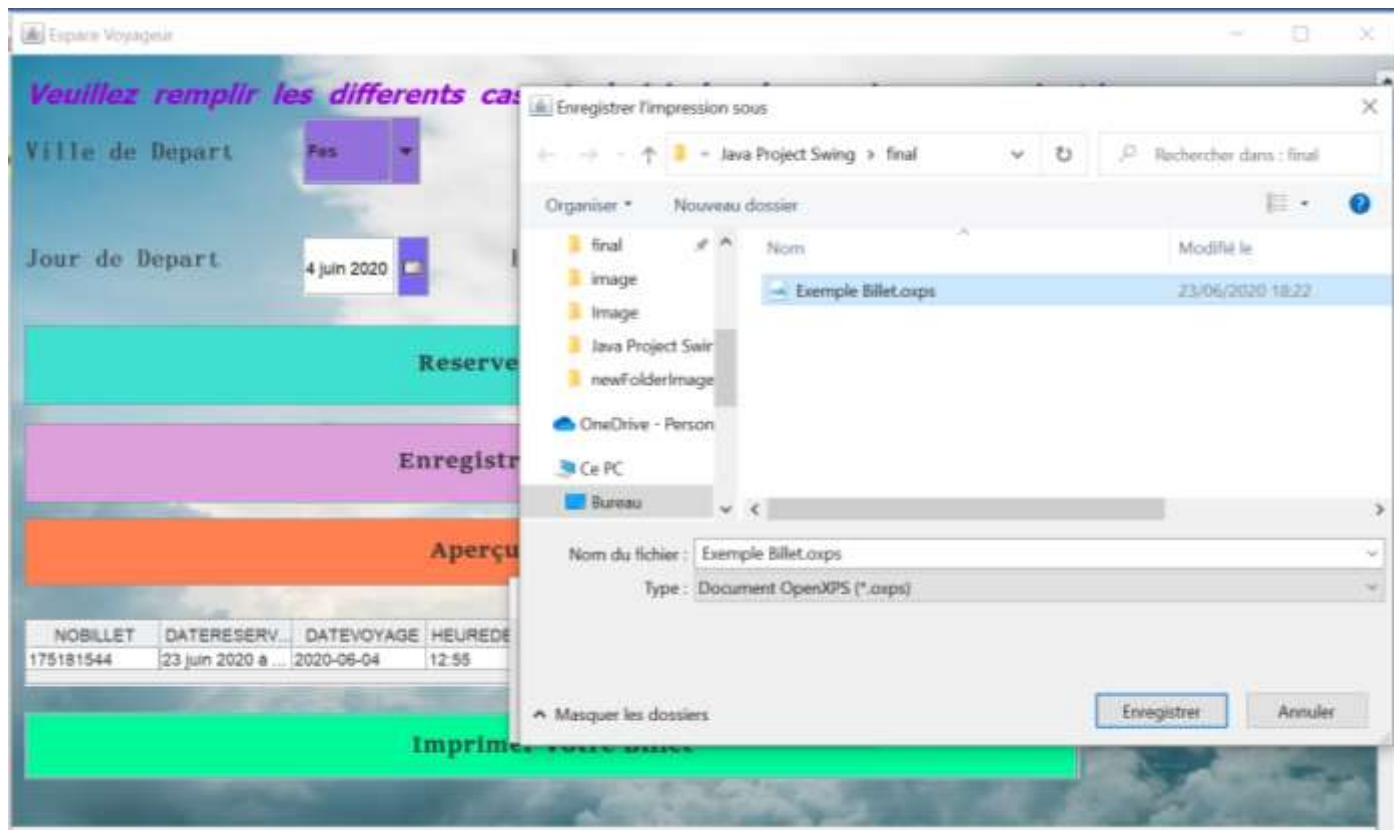 Espace Voyageur
Veuillez remplir les differents cas
Ville de Depart
Fes
Jour de Depart
4 juin 2020
Reserve
Enregistr
Aperçu
NOBILLET DATERESERV... DATEVOYAGE HEUREDE
175181544 23 juin 2020 a ... 2020-06-04 12:55
Imprimer Votre Billet
Enregistrer l'impression sous
Java Project Swing > final
Rechercher dans : final
Organiser Nouveau dossier
Nom Modifié le
final
image
Image
Java Project Swir
newFolderImage
OneDrive - Person
Ce PC
Bureau
Exemple Billet.oxps 23/06/2020 18:22
Nom du fichier : Exemple Billet.oxps
Type : Document OpenXPS (*.oxps)
Masquer les dossiers
Enregistrer Annuler